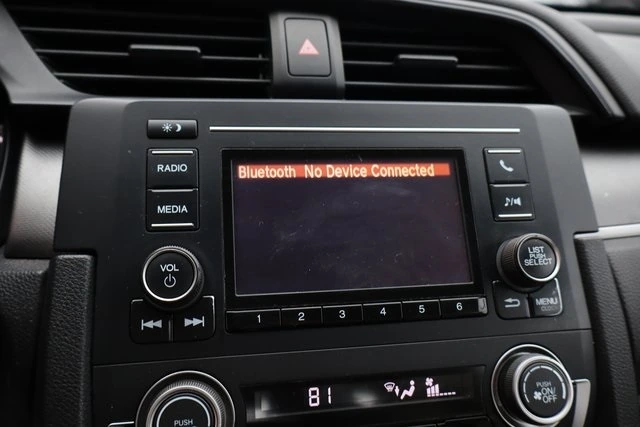 RADIO
Bluetooth No Device Connected
MEDIA
VOL
LIST
PUSH
SELECT
MENU
1 2 3 4 5 6
81
PUSH
PUSH
ON/
OFF